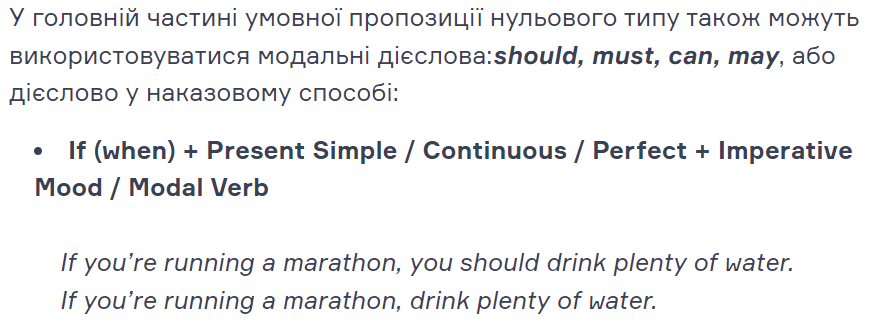 У головній частині умовної пропозиції нульового типу також можуть
використовуватися модальні дієслова:should, must, can, may, або
дієслово у наказовому способі:
• If (when) + Present Simple / Continuous / Perfect + Imperative
Mood / Modal Verb
If you’re running a marathon, you should drink plenty of water.
If you’re running a marathon, drink plenty of water.